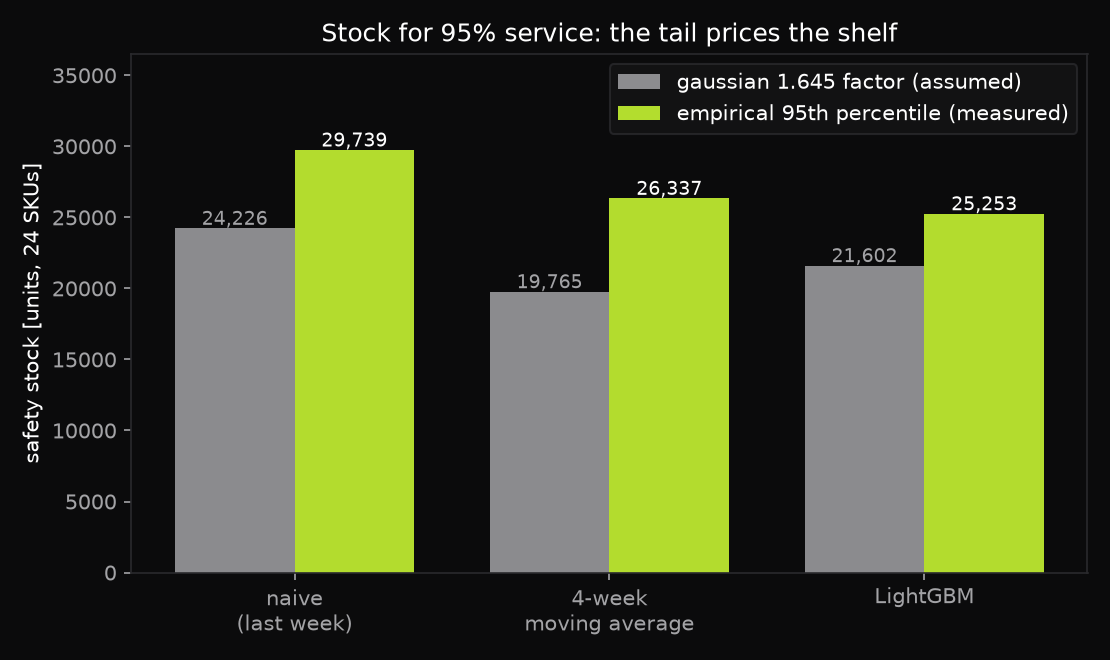 Stock for 95% service: the tail prices the shelf
gaussian 1.645 factor (assumed)
empirical 95th percentile (measured)
safety stock [units, 24 SKUs]
35000
30000
25000
20000
15000
10000
5000
0
24,226
29,739
19,765
26,337
21,602
25,253
naive
(last week)
4-week
moving average
LightGBM